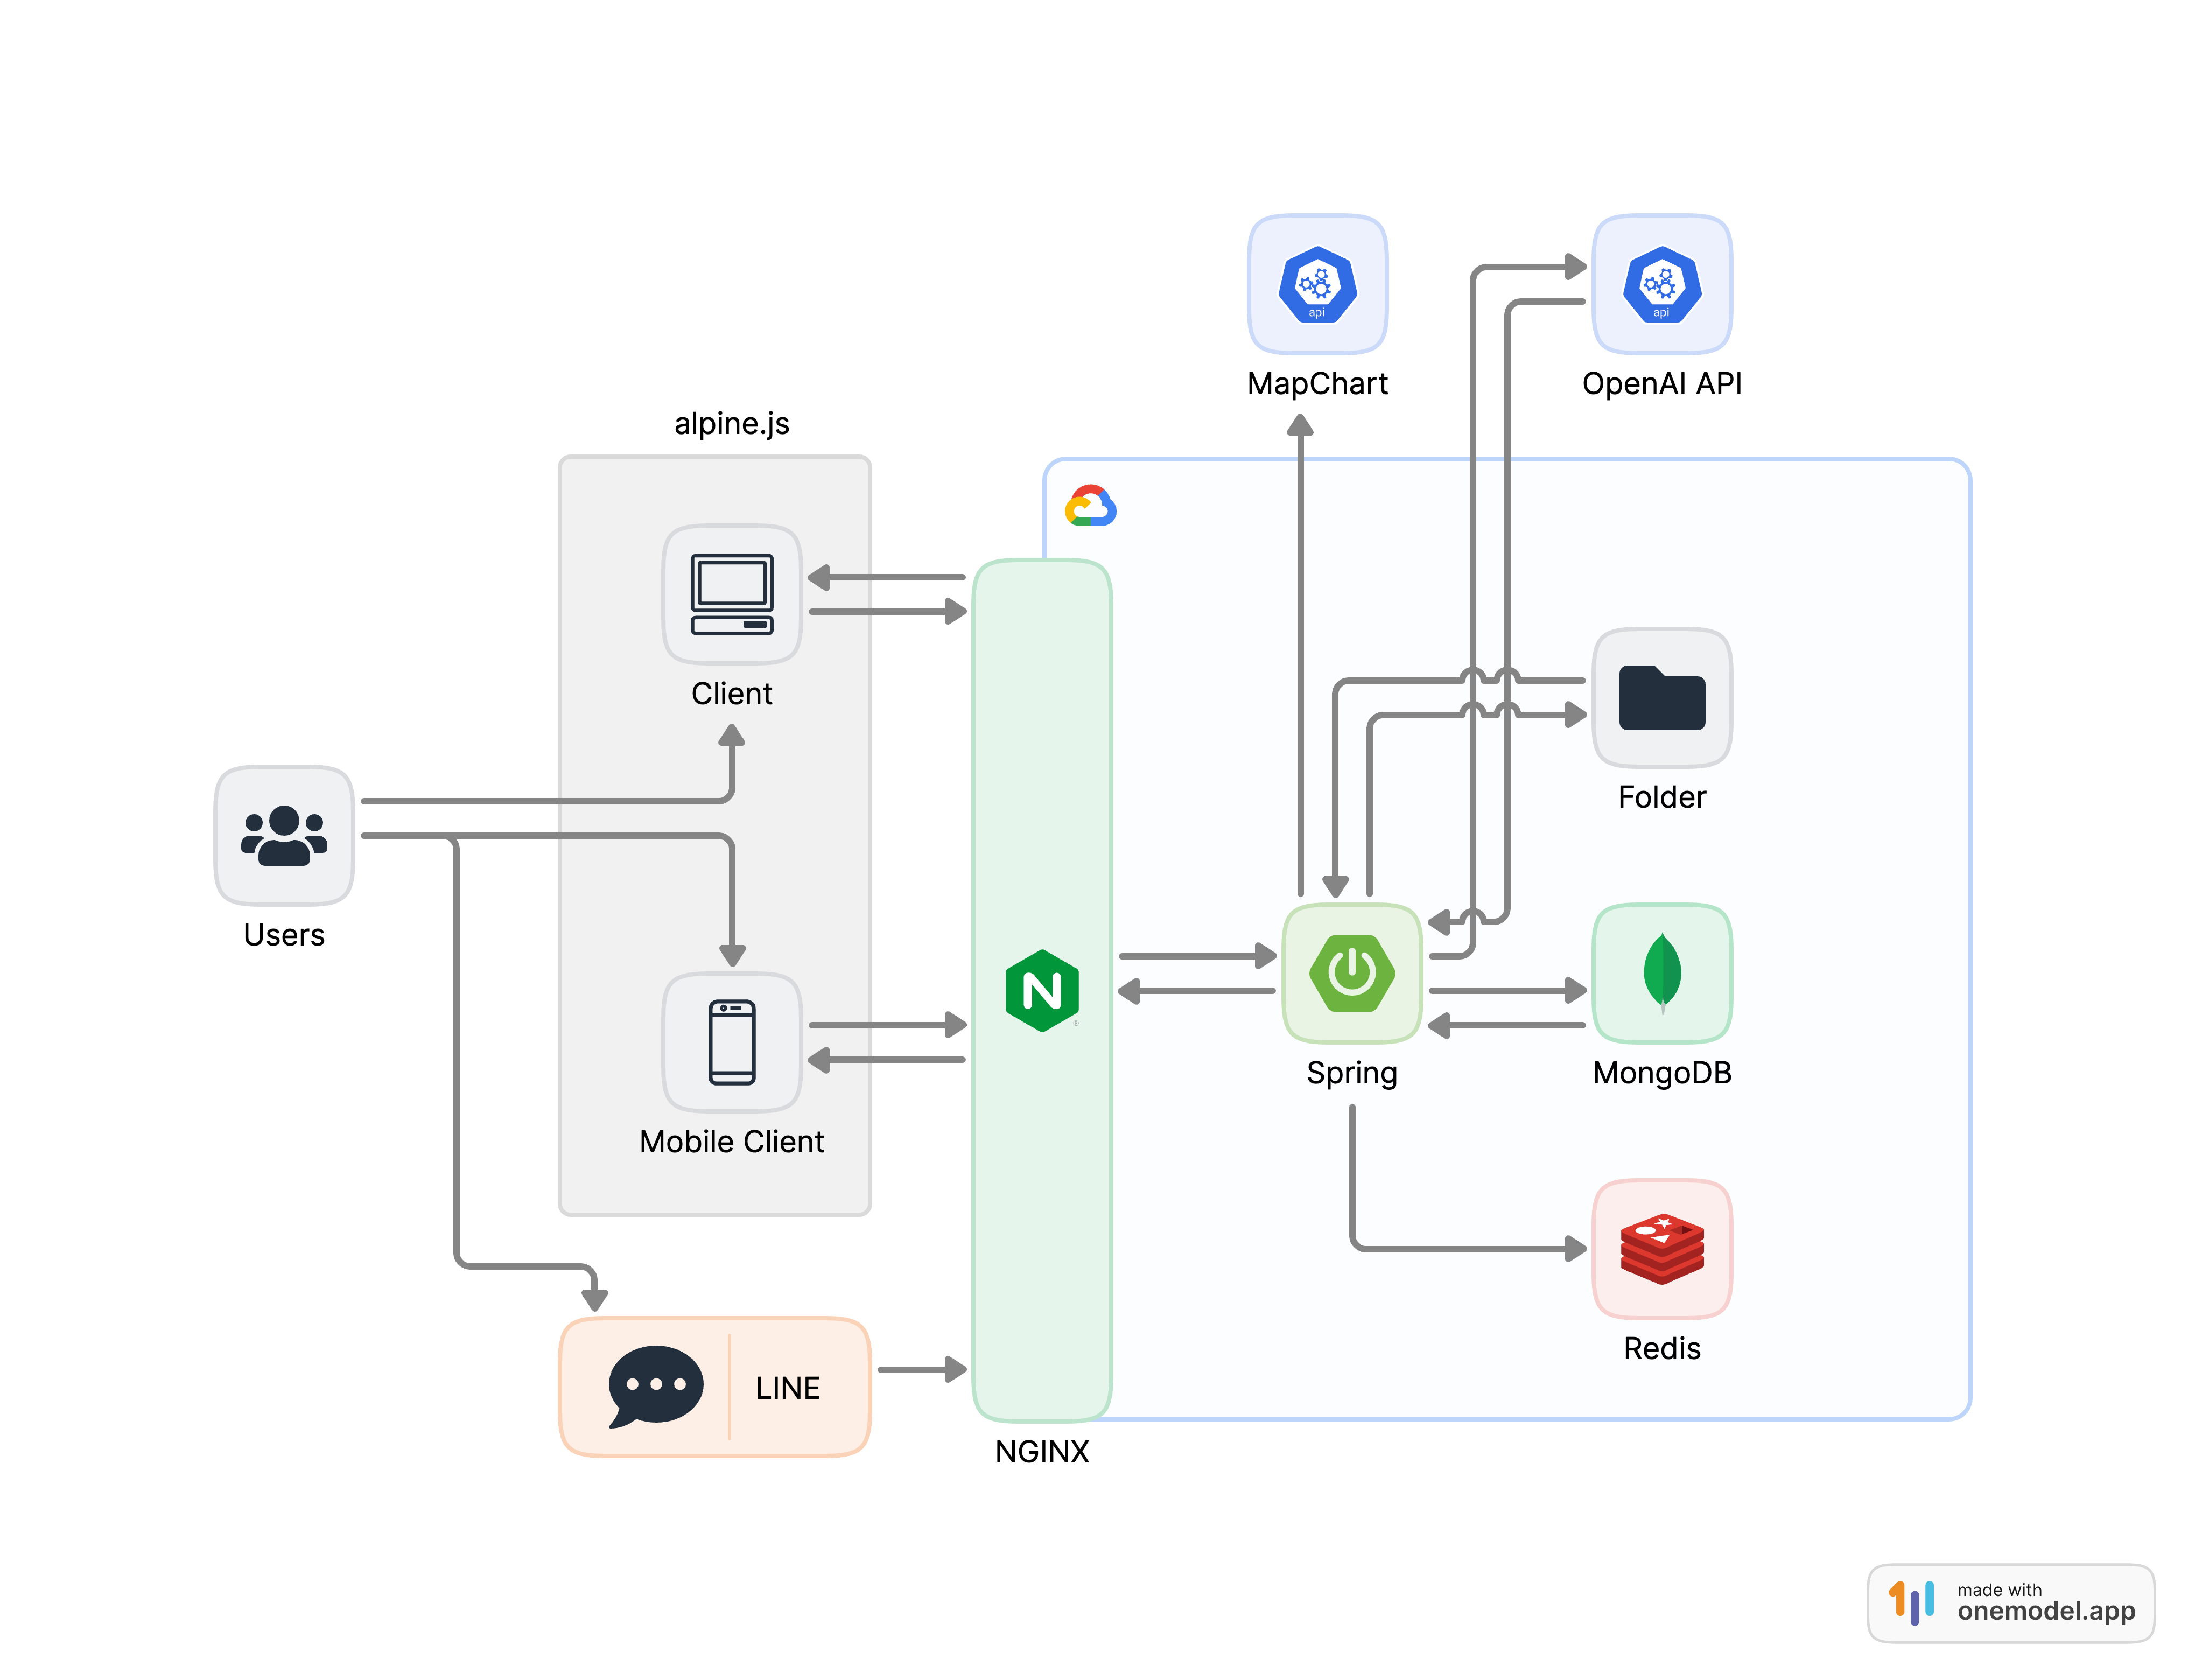 MapChart
OpenAI API
api
api
alpine.js
Client
Folder
Users
Spring
MongoDB
Mobile Client
Redis
LINE
NGINX
made with
onemodel.app